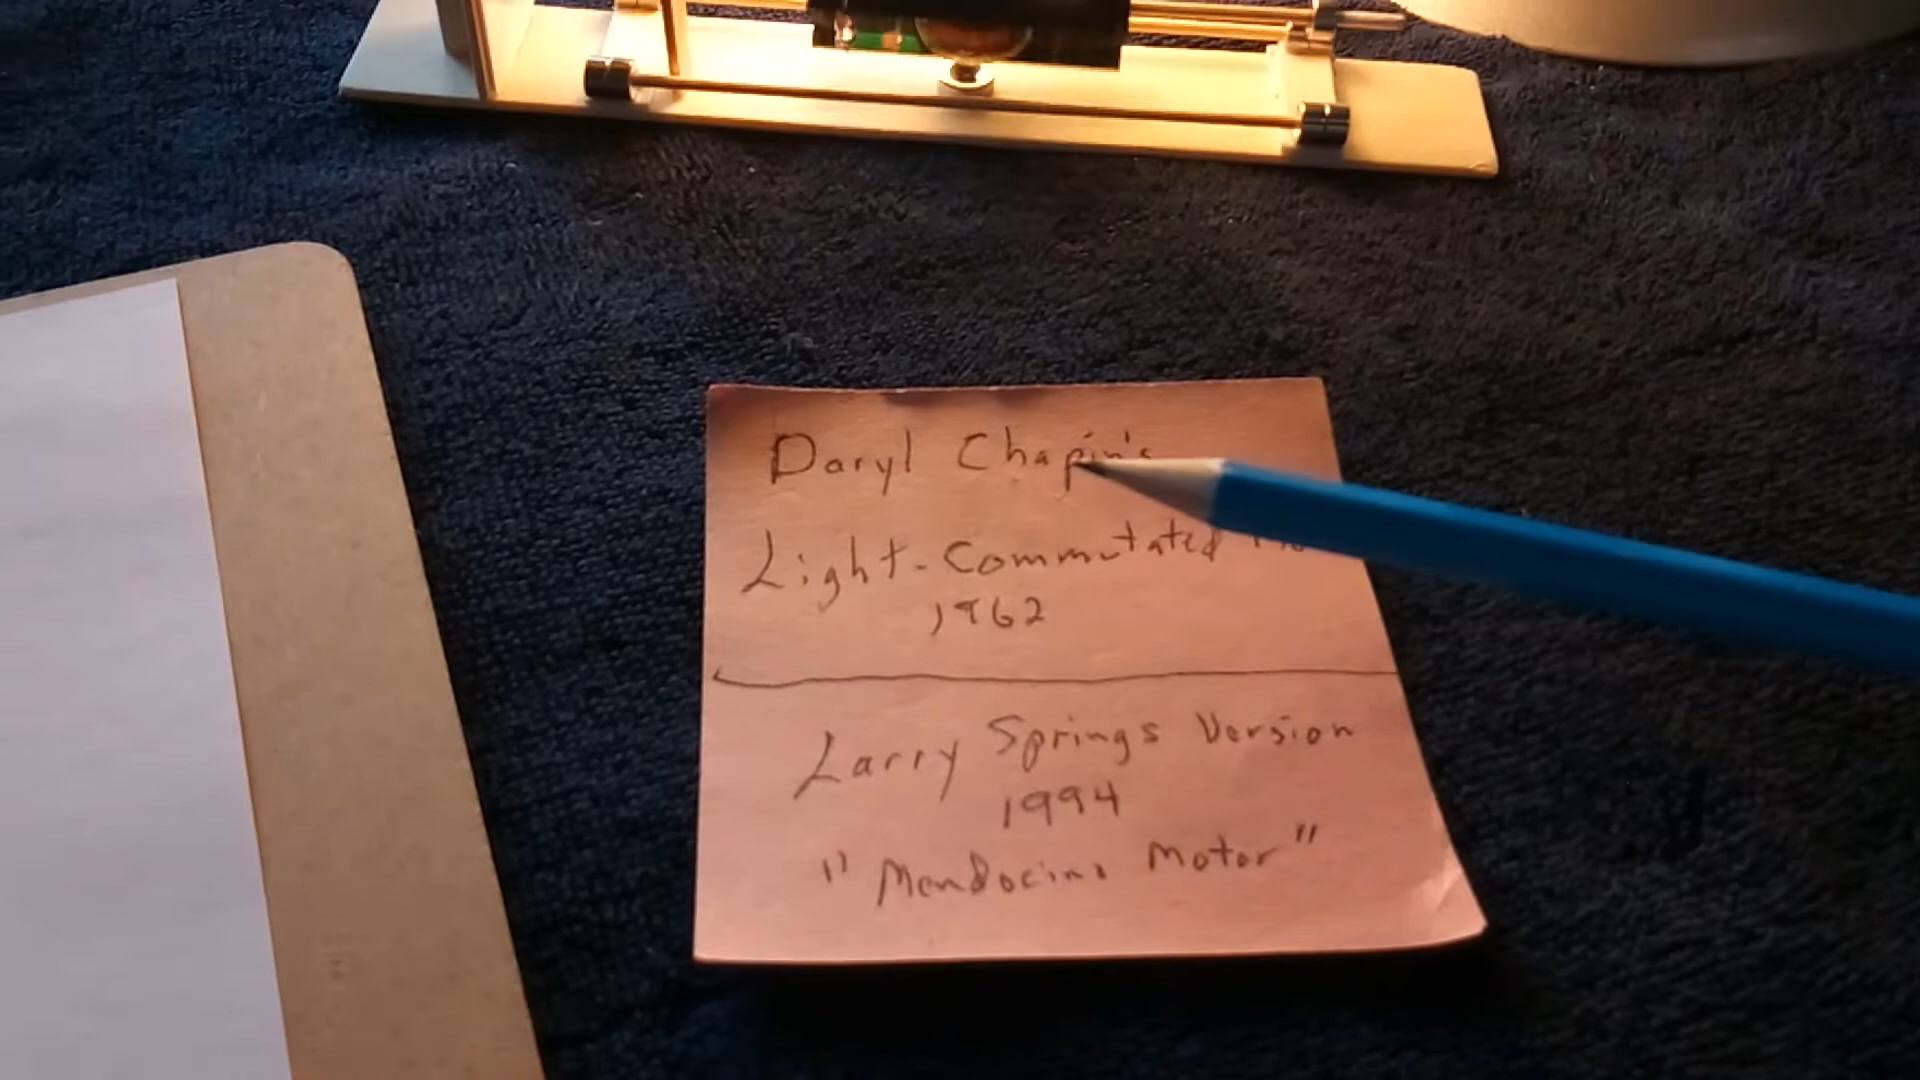 Daryl Chapin's
Light-Commutated
1962
Larry Springs Version
1994
"Mendocino Motor"